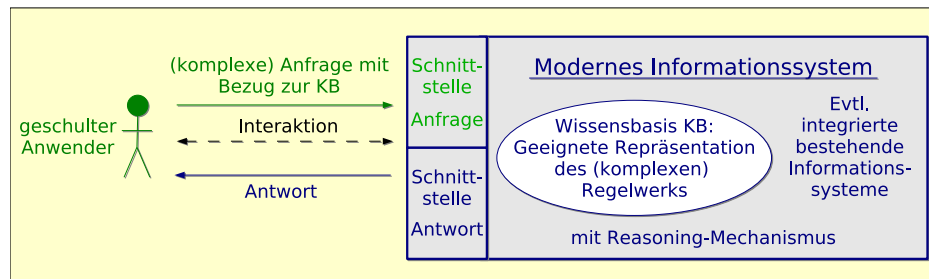 (komplexe) Anfrage mit
Bezug zur KB
geschulter
Anwender
Interaktion
Antwort
Schnitt-
stelle
Anfrage
Schnitt-
stelle
Antwort
Modernes Informationssystem
Wissensbasis KB:
Geeignete Repräsentation
des (komplexen)
Regelwerks
Evtl.
integrierte
bestehende
Informations-
systeme
mit Reasoning-Mechanismus